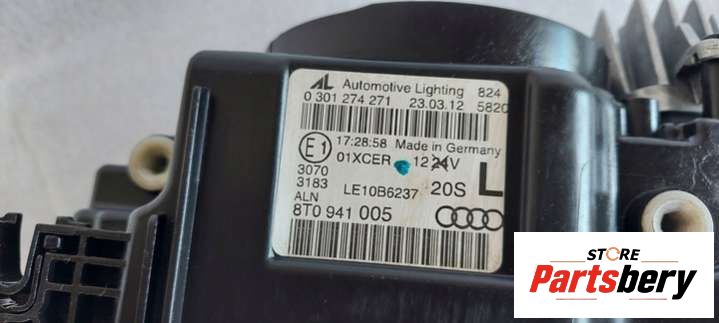 AL Automotive Lighting 824
0 301 274 271 23.03.12 5820
E1 17:28:58 Made in Germany
01XCER 12 24V
3070
3183 LE10B6237 20S L
ALN
8T0 941 005
STORE
Partsbery